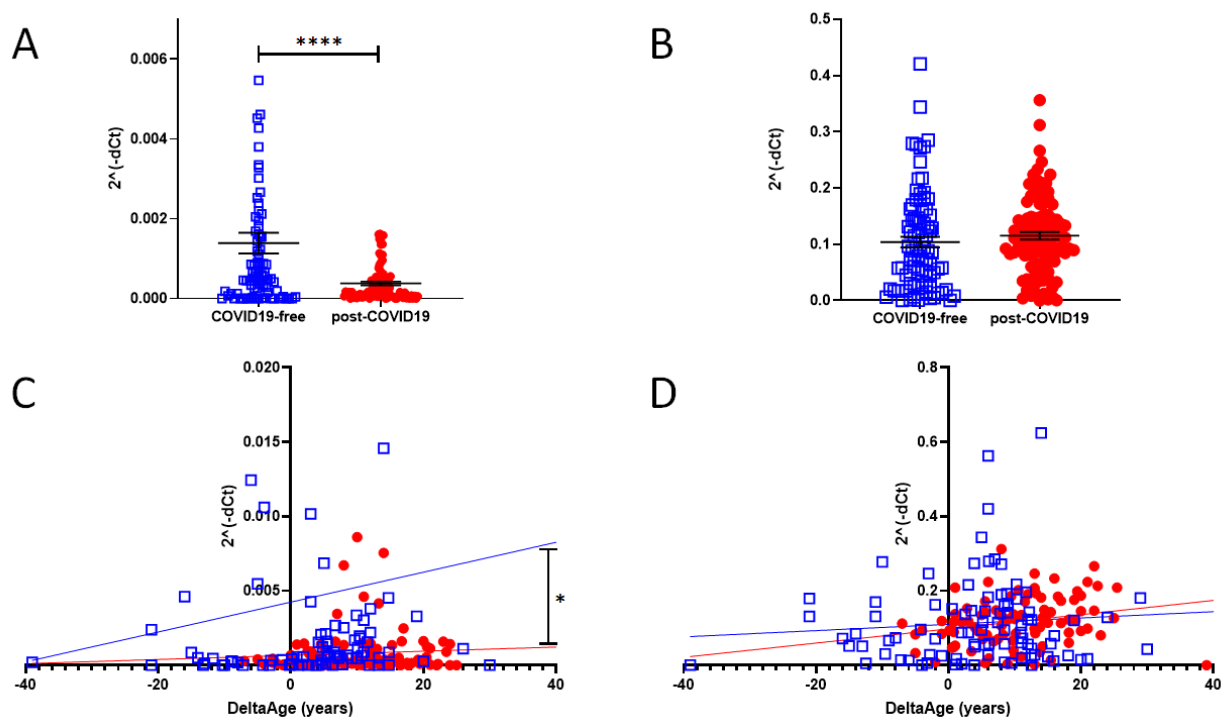 A
2^ (-dCt)
0.006
0.004
0.002
0.000
****
COVID19-free
post-COVID19
B
2^ (-dCt)
0.5
0.4
0.3
0.2
0.1
0.0
COVID19-free
post-COVID19
C
2^ (-dCt)
0.020
0.015
0.010
0.005
*
-40
-20
0
20
40
DeltaAge (years)
D
2^ (-dCt)
0.8
0.6
0.4
0.2
-40
-20
0
20
40
DeltaAge (years)